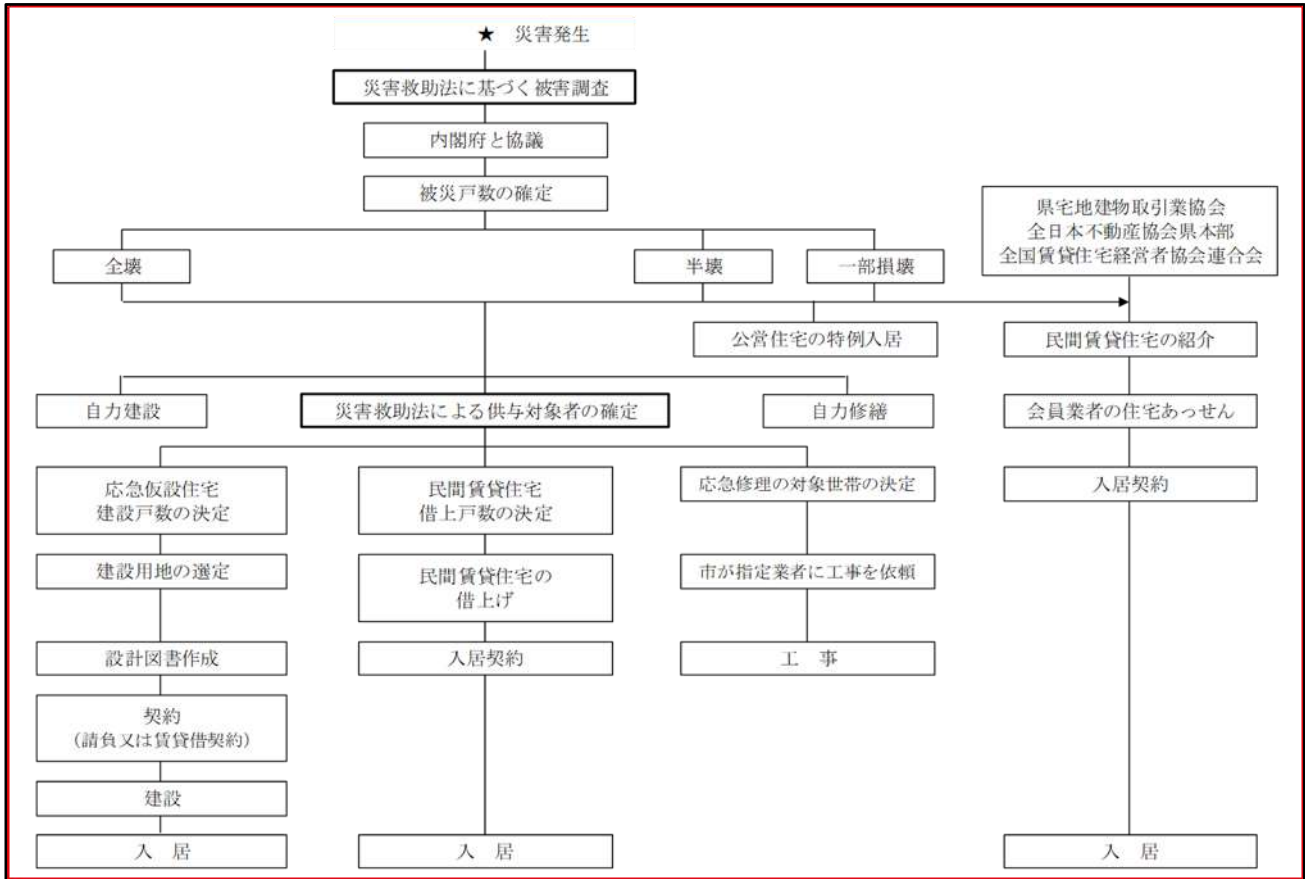 ★ 災害発生
災害救助法に基づく被害調査
内閣府と協議
被災戸数の確定
県宅地建物取引業協会
全日本不動産協会県本部
全国賃貸住宅経営者協会連合会
全壊
半壊
一部損壊
公営住宅の特例入居
民間賃貸住宅の紹介
自力建設
災害救助法による供与対象者の確定
自力修繕
会員業者の住宅あっせん
応急仮設住宅
建設戸数の決定
民間賃貸住宅
借上戸数の決定
応急修理の対象世帯の決定
入居契約
建設用地の選定
民間賃貸住宅の
借上げ
市が指定業者に工事を依頼
設計図書作成
入居契約
工 事
契約
(請負又は賃貸借契約)
建設
入 居
入 居
入 居